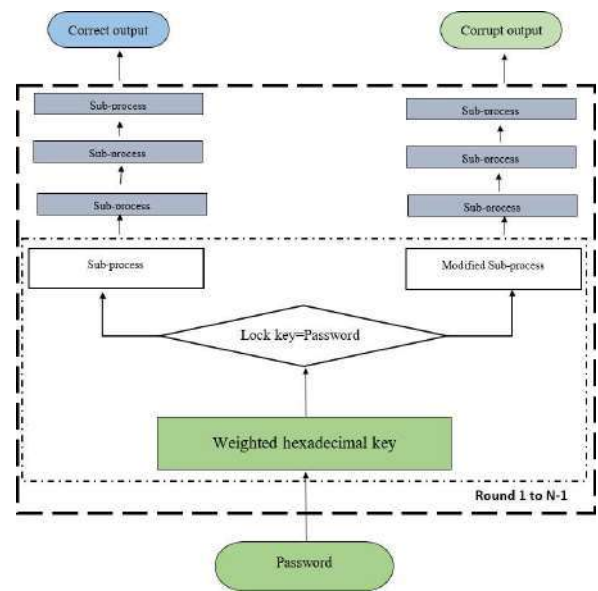 Correct output
Corrupt output
Sub-process
Sub-process
Sub-process
Sub-process
Sub-process
Sub-process
Sub-process
Modified Sub-process
Lock key=Password
Weighted hexadecimal key
Round 1 to N-1
Password